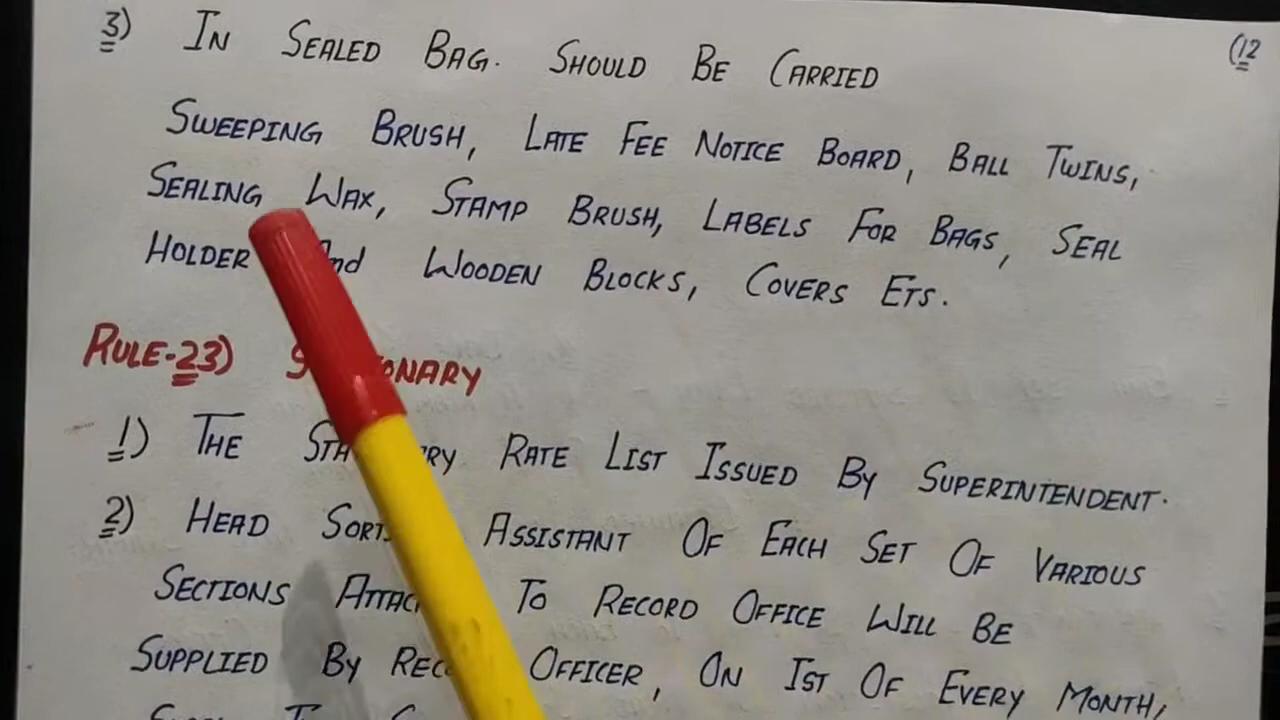 3) In Sealed Bag. Should Be Carried
(12
Sweeping Brush, Late Fee Notice Board, Ball Twins,
Sealing Wax, Stamp Brush, Labels For Bags, Seal
Holder And Wooden Blocks, Covers Ets.
Rule-23)
1) The Rate List Issued By Superintendent.
2) Head Assistant Of Each Set Of Various
Sections To Record Office Will Be
Supplied By Officer, On Ist Of Every Month,